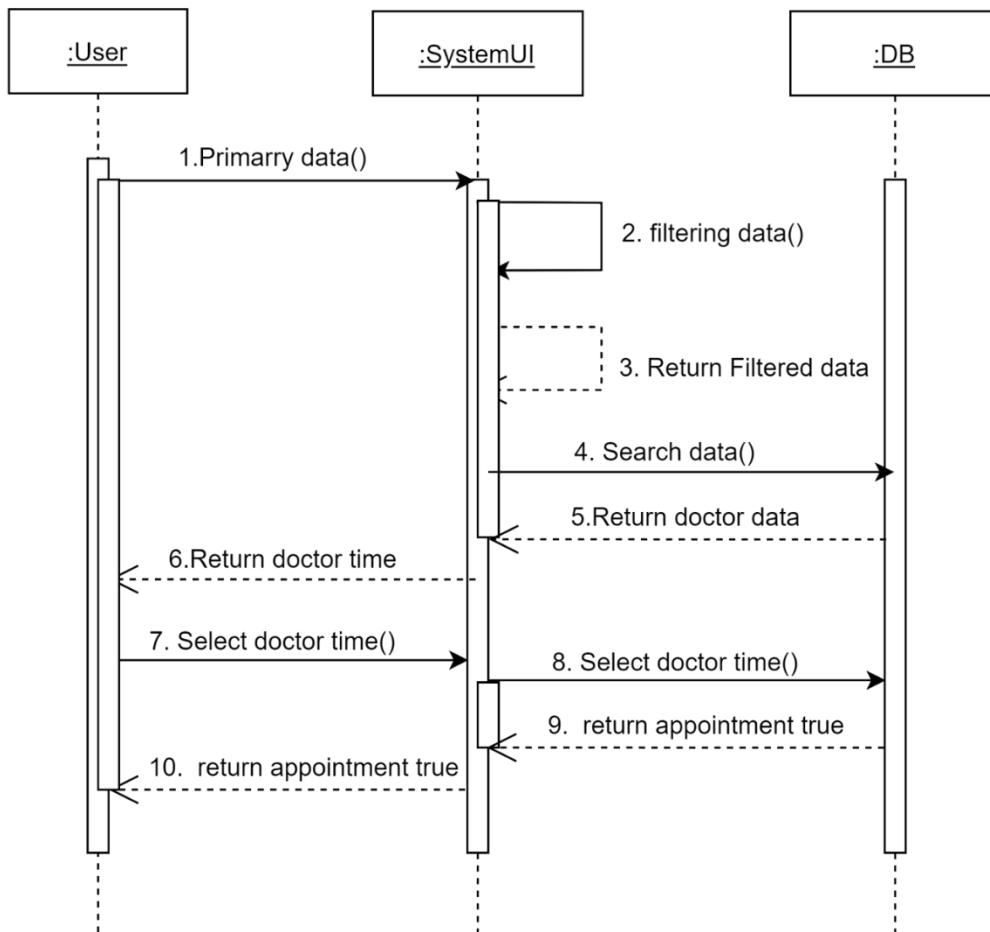 :User
:SystemUI
:DB
1.Primarry data()
2. filtering data()
3. Return Filtered data
4. Search data()
5.Return doctor data
6.Return doctor time
7. Select doctor time()
8. Select doctor time()
9. return appointment true
10. return appointment true